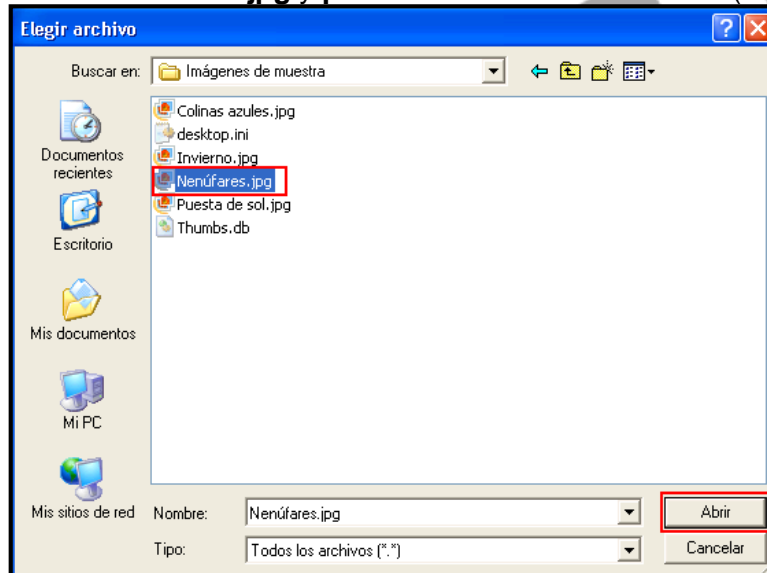 jpg y p
(
Elegir archivo
Buscar en: Imágenes de muestra
Documentos recientes
Escritorio
Mis documentos
Mi PC
Mis sitios de red
Colinas azules.jpg
desktop.ini
Invierno.jpg
Nenúfares.jpg
Puesta de sol.jpg
Thumbs.db
Nombre: Nenúfares.jpg
Abrir
Tipo: Todos los archivos (*.*)
Cancelar